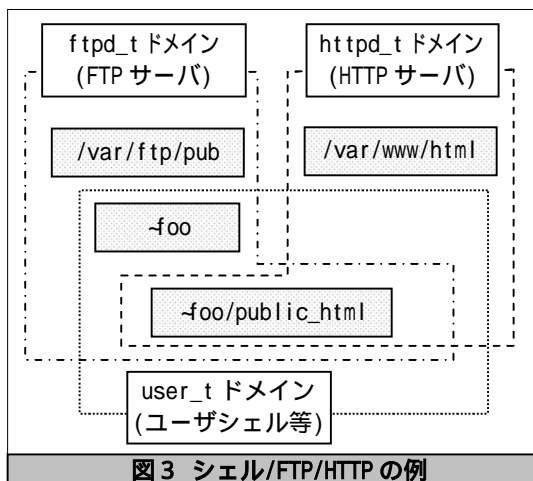 ftpd_t ドメイン
(FTP サーバ)
httpd_t ドメイン
(HTTP サーバ)
/var/ftp/pub
/var/www/html
~foo
~foo/public_html
user_t ドメイン
(ユーザシェル等)
図3 シェル/FTP/HTTP の例